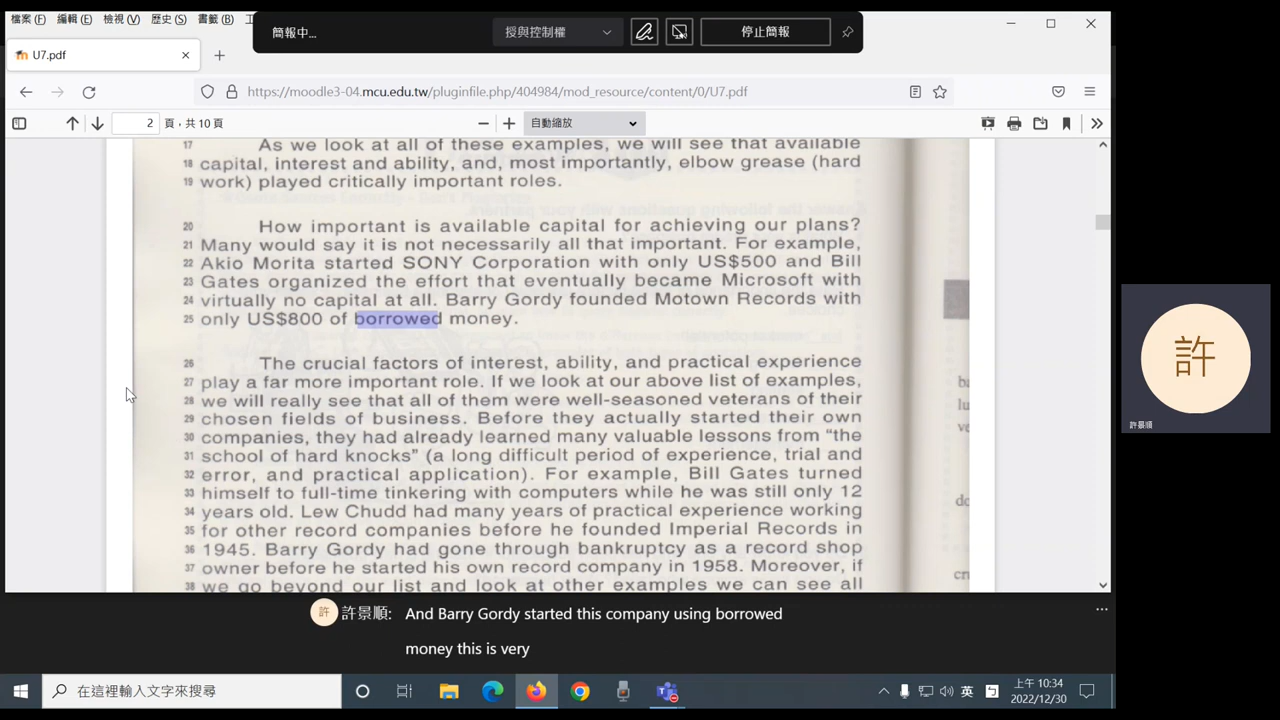 檔案 (F) 編輯 (E) 檢視 (V) 歷史 (S) 書籤 (B)
簡報中... 授與控制權 停止簡報
U7.pdf
https://moodle3-04.mcu.edu.tw/pluginfile.php/404984/mod_resource/content/0/U7.pdf
2 頁，共 10 頁 自動縮放
17 As we look at all of these examples, we will see that available
18 capital, interest and ability, and, most importantly, elbow grease (hard
19 work) played critically important roles.
20 How important is available capital for achieving our plans?
21 Many would say it is not necessarily all that important. For example,
22 Akio Morita started SONY Corporation with only US$500 and Bill
23 Gates organized the effort that eventually became Microsoft with
24 virtually no capital at all. Barry Gordy founded Motown Records with
25 only US$800 of borrowed money.
26 The crucial factors of interest, ability, and practical experience
27 play a far more important role. If we look at our above list of examples,
28 we will really see that all of them were well-seasoned veterans of their
29 chosen fields of business. Before they actually started their own
30 companies, they had already learned many valuable lessons from “the
31 school of hard knocks” (a long difficult period of experience, trial and
32 error, and practical application). For example, Bill Gates turned
33 himself to full-time tinkering with computers while he was still only 12
34 years old. Lew Chudd had many years of practical experience working
35 for other record companies before he founded Imperial Records in
36 1945. Barry Gordy had gone through bankruptcy as a record shop
37 owner before he started his own record company in 1958. Moreover, if
38 we go beyond our list and look at other examples we can see all
許
許景順
許 許景順: And Barry Gordy started this company using borrowed
money this is very
在這裡輸入文字來搜尋
英
上午 10:34
2022/12/30